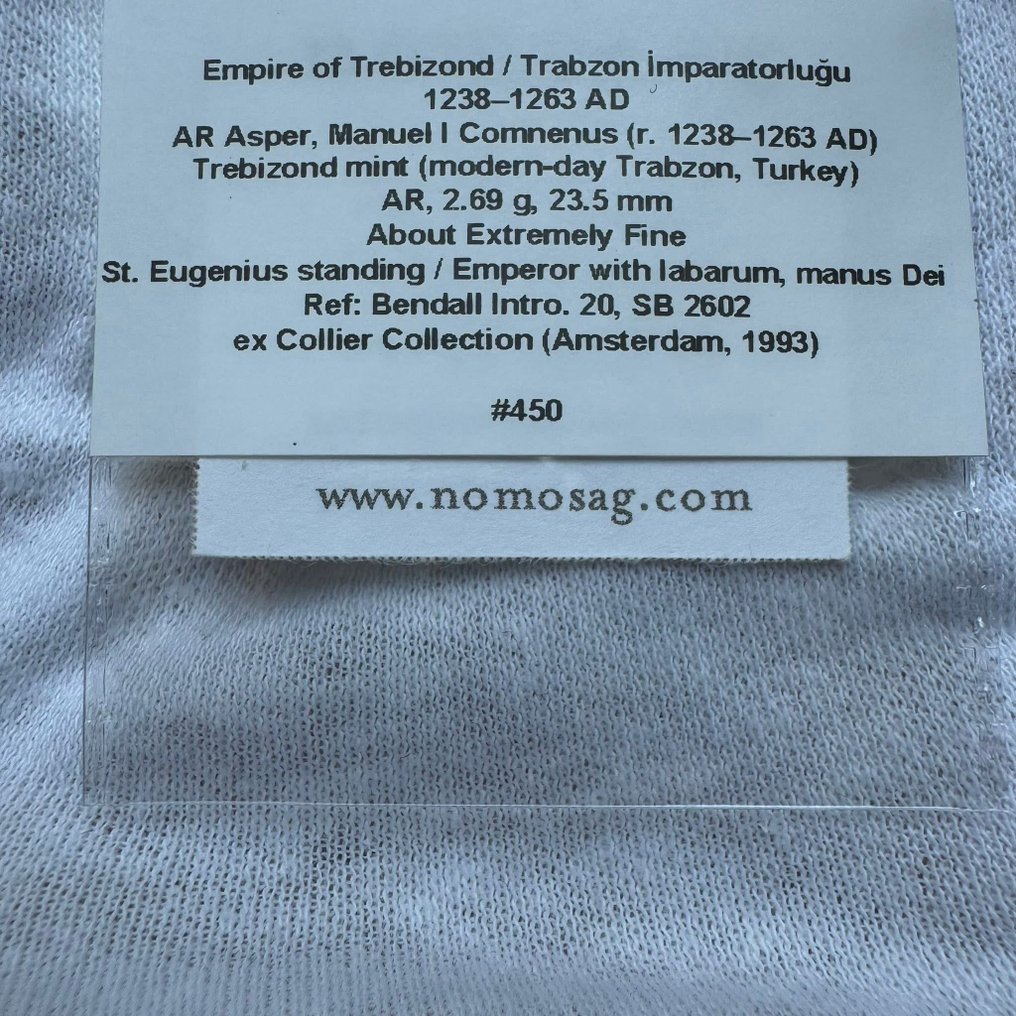 Empire of Trebizond / Trabzon İmparatorluğu
1238–1263 AD
AR Asper, Manuel I Comnenus (r. 1238–1263 AD)
Trebizond mint (modern-day Trabzon, Turkey)
AR, 2.69 g, 23.5 mm
About Extremely Fine
St. Eugenius standing / Emperor with labarum, manus Dei
Ref: Bendall Intro. 20, SB 2602
ex Collier Collection (Amsterdam, 1993)
#450
www.nomosag.com